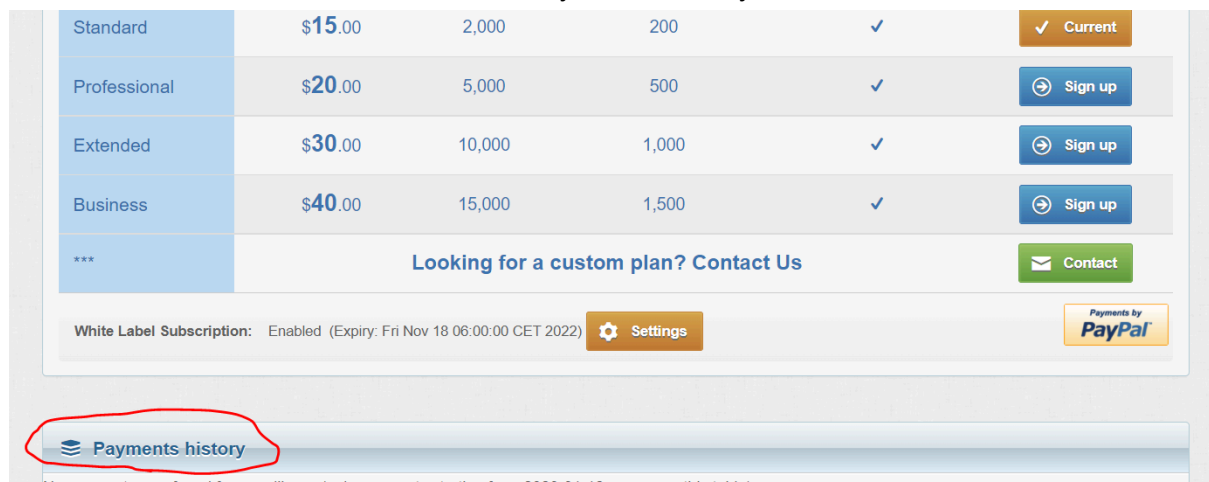 Standard $15.00 2,000 200 ✓ Current
Professional $20.00 5,000 500 ✓ Sign up
Extended $30.00 10,000 1,000 ✓ Sign up
Business $40.00 15,000 1,500 ✓ Sign up
*** Looking for a custom plan? Contact Us Contact
White Label Subscription: Enabled (Expiry: Fri Nov 18 06:00:00 CET 2022) Settings
Payments by
PayPal
Payments history